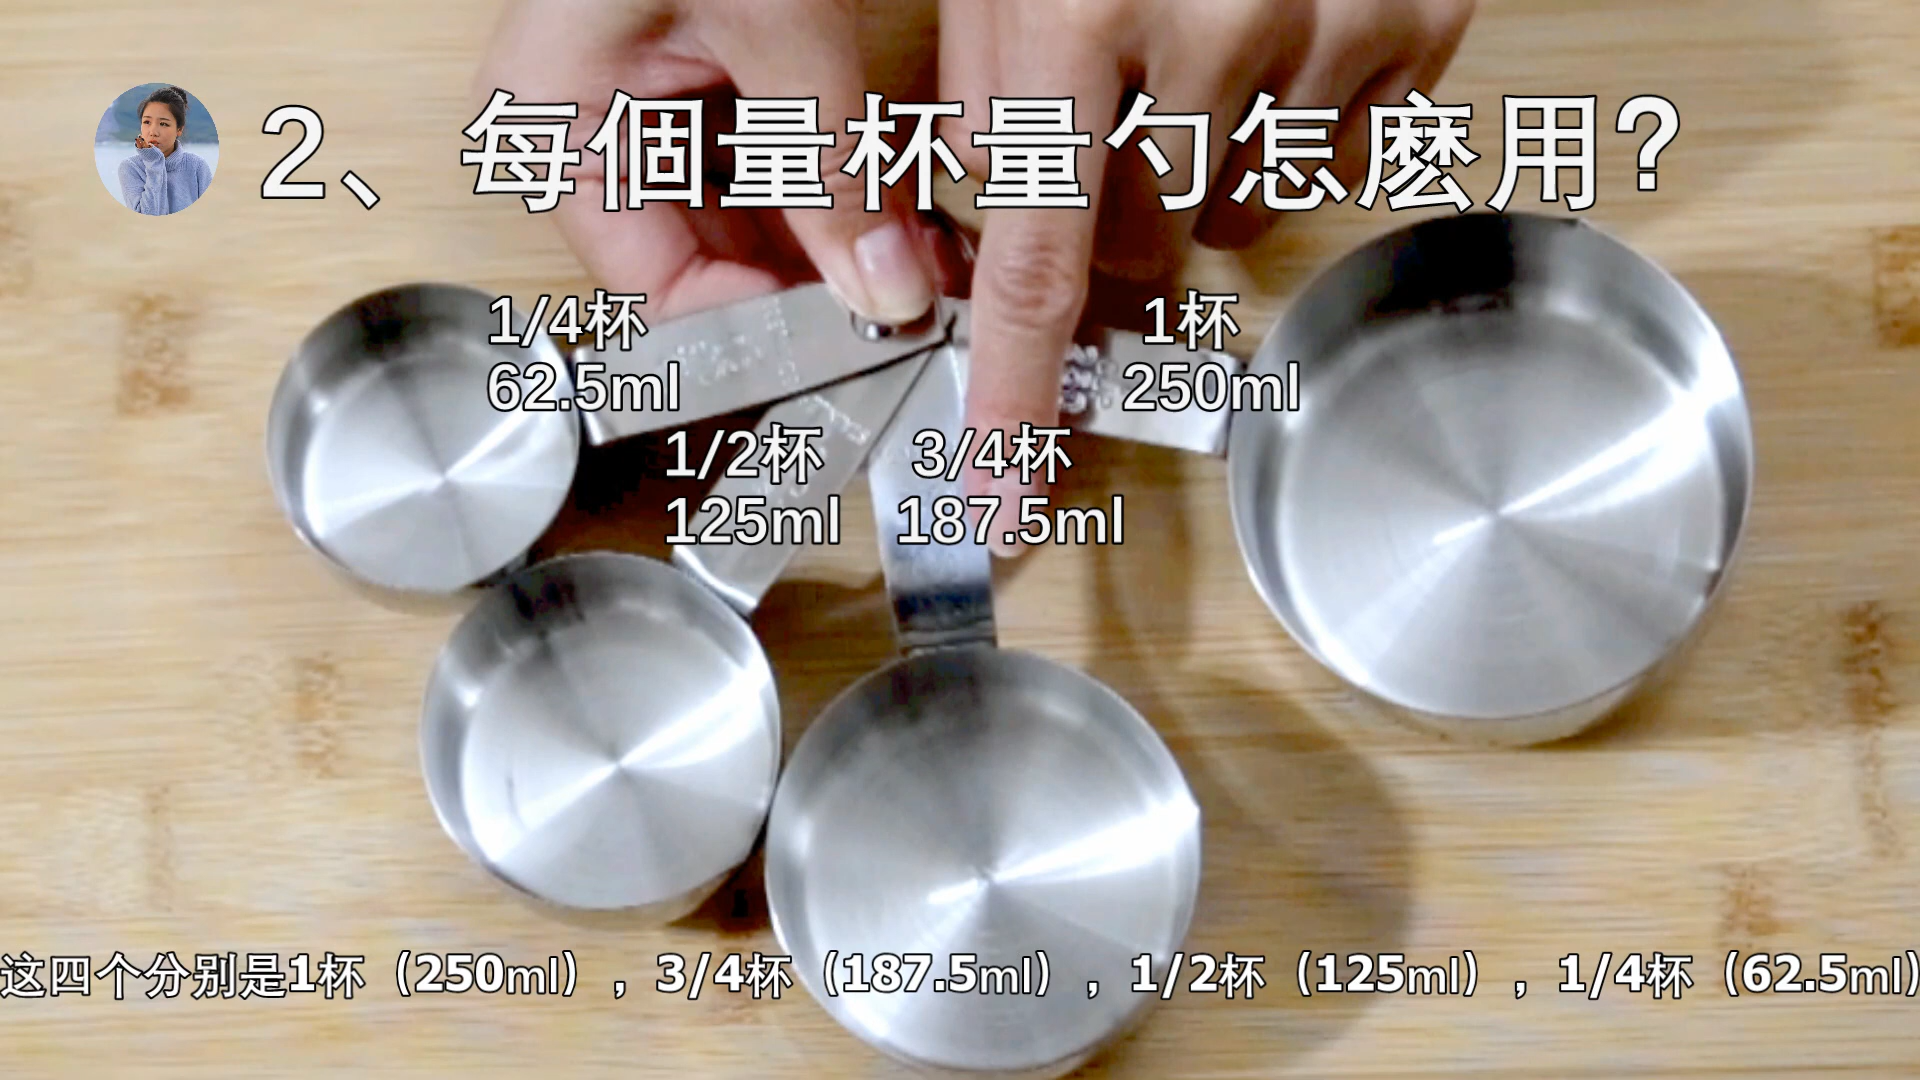 2、每個量杯量勺怎麽用?
1/4杯
62.5ml
1杯
250ml
1/2杯
125ml
3/4杯
187.5ml
这四个分别是1杯（250ml），3/4杯（187.5ml），1/2杯（125ml），1/4杯（62.5ml）